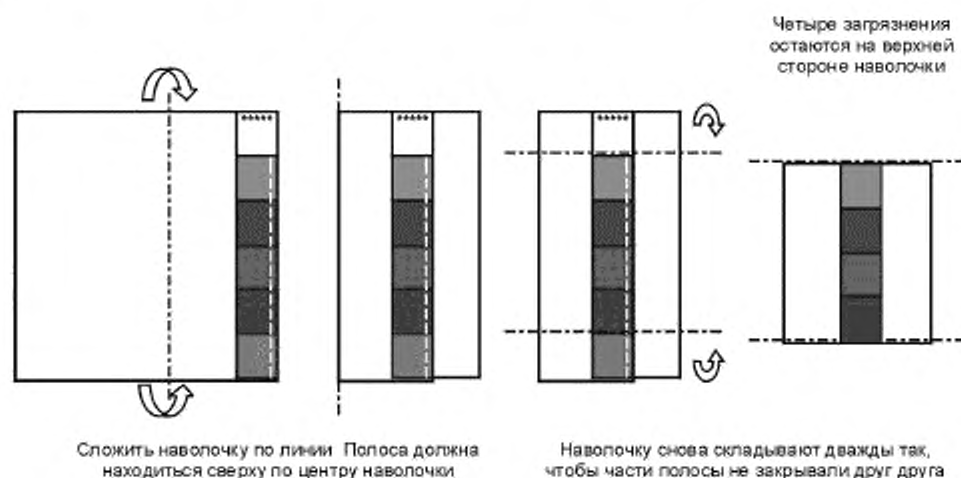 Четыре загрязнения
остаются на верхней
стороне наволочки
Сложить наволочку по линии Полоса должна
находиться сверху по центру наволочки
Наволочку снова складывают дважды так,
чтобы части полосы не закрывали друг друга